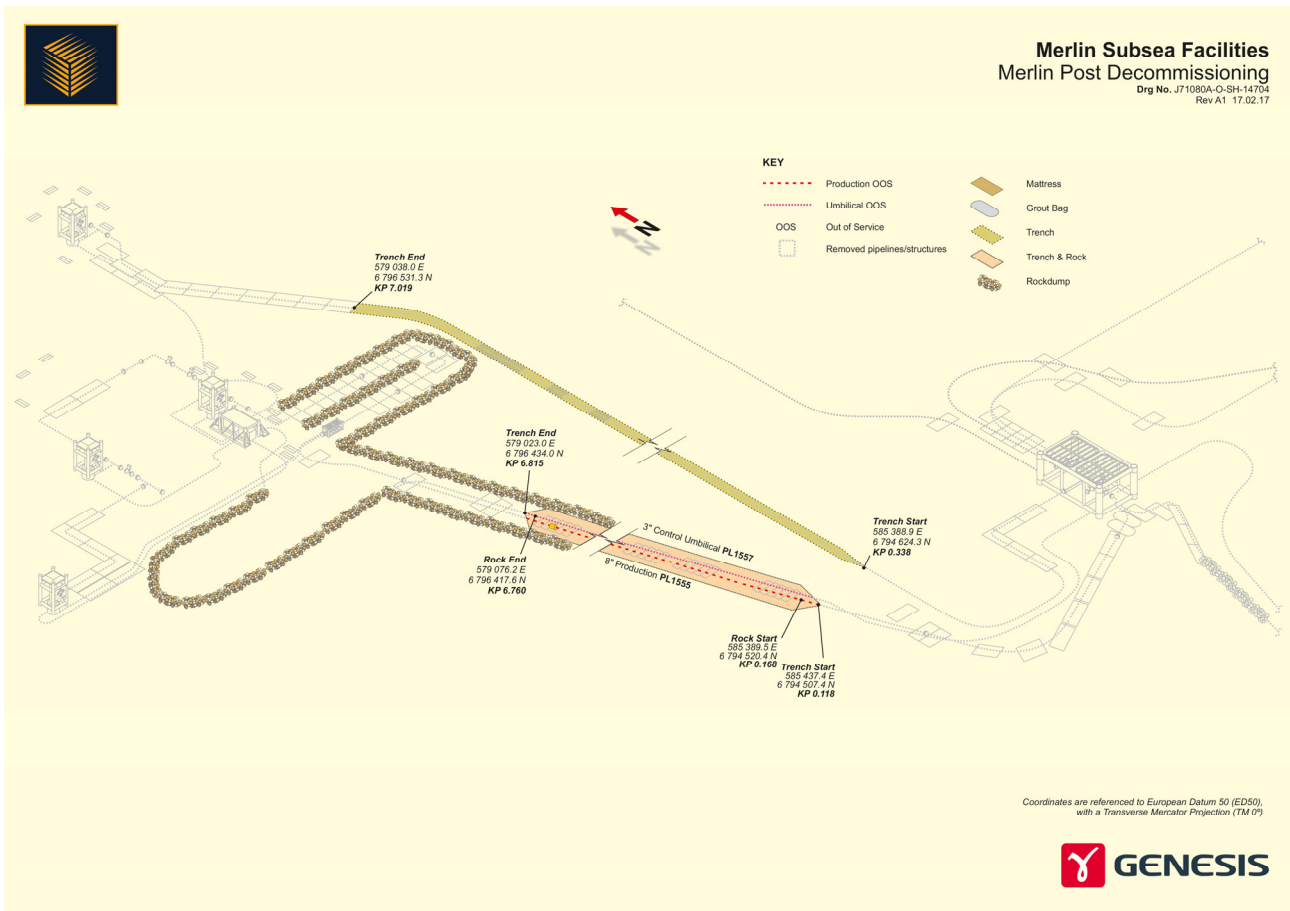 Merlin Subsea Facilities
Merlin Post Decommissioning
Drg No. J71080A-O-SH-14704
Rev A1 17.02.17
KEY
Production OOS
Umbilical OOS
OOS Out of Service
Removed pipelines/structures
Mattress
Grout Bag
Trench
Trench & Rock
Rockdump
N
N
Trench End
579 038.0 E
6 796 531.3 N
KP 7.019
Trench End
579 023.0 E
6 796 434.0 N
KP 6.815
Trench Start
585 388.9 E
6 794 624.3 N
KP 0.338
3" Control Umbilical PL1557
8" Production PL1555
Rock End
579 076.2 E
6 796 417.6 N
KP 6.760
Rock Start
585 389.5 E
6 794 520.4 N
KP 0.160
Trench Start
585 437.4 E
6 794 507.4 N
KP 0.118
Coordinates are referenced to European Datum 50 (ED50),
with a Transverse Mercator Projection (TM 0º)
GENESIS